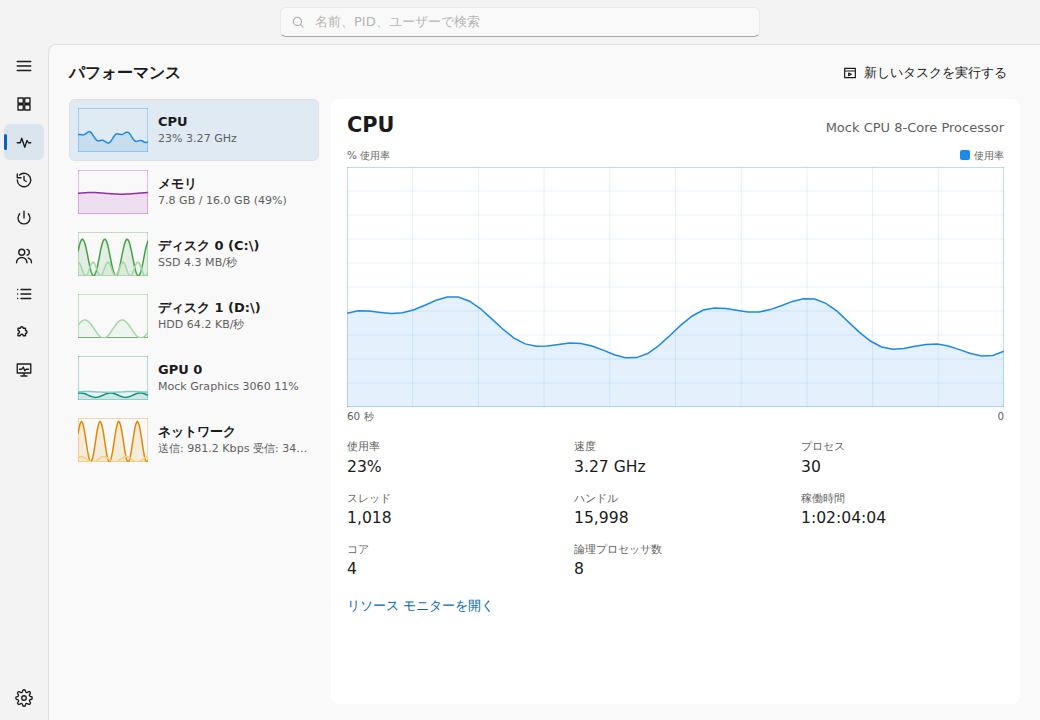 名前、PID、ユーザーで検索
パフォーマンス
新しいタスクを実行する
CPU
23% 3.27 GHz
メモリ
7.8 GB / 16.0 GB (49%)
ディスク 0 (C:\)
SSD 4.3 MB/秒
ディスク 1 (D:\)
HDD 64.2 KB/秒
GPU 0
Mock Graphics 3060 11%
ネットワーク
送信: 981.2 Kbps 受信: 34…
CPU
Mock CPU 8-Core Processor
% 使用率
使用率
60 秒
0
使用率
速度
プロセス
23%
3.27 GHz
30
スレッド
ハンドル
稼働時間
1,018
15,998
1:02:04:04
コア
論理プロセッサ数
4
8
リソース モニターを開く